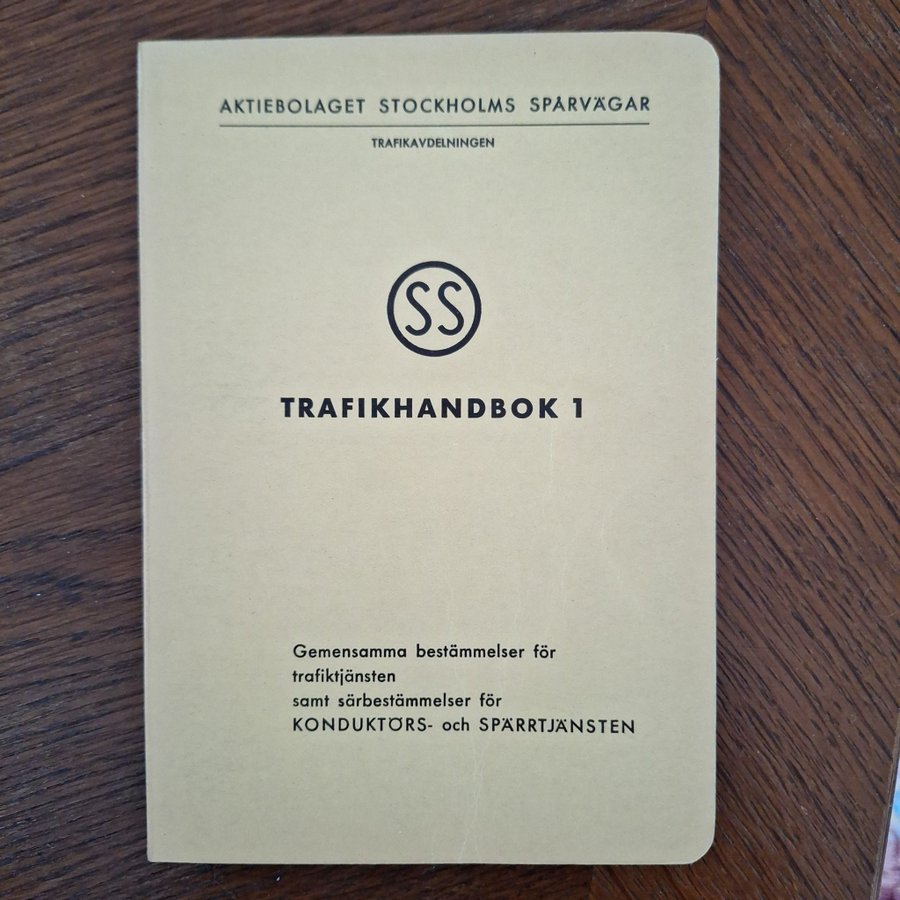 AKTIEBOLAGET STOCKHOLMS SPÅRVÄGAR
TRAFIKAVDELNINGEN
SS
TRAFIKHANDBOK 1
Gemensamma bestämmelser för
trafiktjänsten
samt särbestämmelser för
KONDUKTÖRS- och SPÄRRTJÄNSTEN